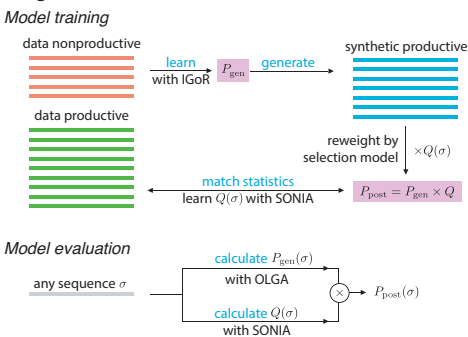 Model training
data nonproductive
learn
with IGoR
P_gen
generate
synthetic productive
data productive
reweight by
selection model
×Q(σ)
match statistics
learn Q(σ) with SONIA
P_post = P_gen × Q
Model evaluation
any sequence σ
calculate P_gen(σ)
with OLGA
×
P_post(σ)
calculate Q(σ)
with SONIA